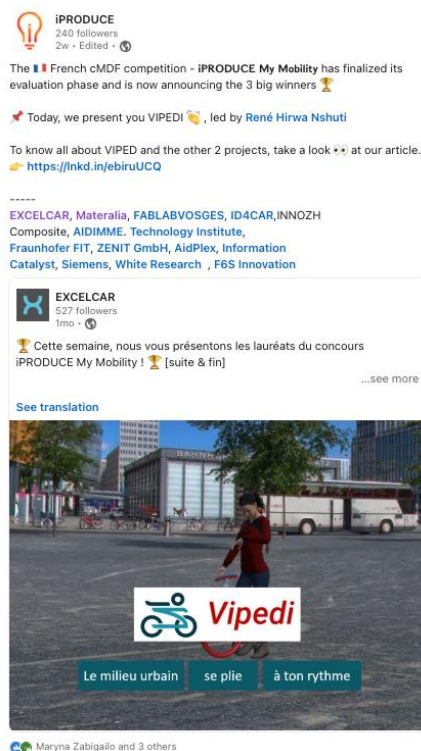 iPRODUCE
240 followers
2w • Edited •
The 🇫🇷 French cMDF competition - iPRODUCE My Mobility has finalized its
evaluation phase and is now announcing the 3 big winners 🏆
📌 Today, we present you VIPEDI 👏 , led by René Hirwa Nshuti
To know all about VIPED and the other 2 projects, take a look 👀 at our article.
👉 https://lnkd.in/ebiruUCQ
-----
EXCELCAR, Materalia, FABLABVOSGES, ID4CAR,INNOZH
Composite, AIDIMME. Technology Institute,
Fraunhofer FIT, ZENIT GmbH, AidPlex, Information
Catalyst, Siemens, White Research , F6S Innovation
EXCELCAR
527 followers
1mo •
🏆 Cette semaine, nous vous présentons les lauréats du concours
iPRODUCE My Mobility ! 🏆 [suite & fin]
...see more
See translation
BAHNH
Vipedi
Le milieu urbain se plie à ton rythme
Maryna Zabigailo and 3 others